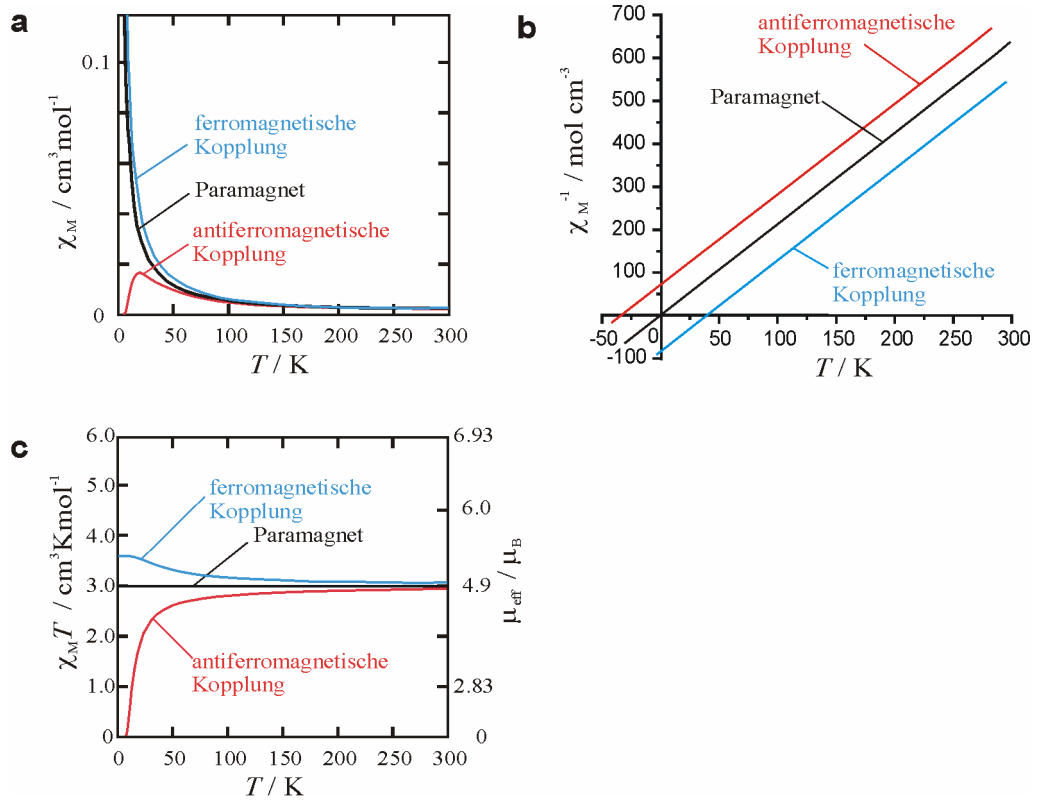 a
0.1
0
χM / cm³mol⁻¹
ferromagnetische
Kopplung
Paramagnet
antiferromagnetische
Kopplung
0 50 100 150 200 250 300
T / K
b
700
600
500
400
300
200
100
-100
χM⁻¹ / mol cm⁻³
antiferromagnetische
Kopplung
Paramagnet
ferromagnetische
Kopplung
-50 0 50 100 150 200 250 300
T / K
c
6.0
5.0
4.0
3.0
2.0
1.0
0
χMT / cm³Kmol⁻¹
ferromagnetische
Kopplung
Paramagnet
antiferromagnetische
Kopplung
6.93
6.0
4.9
2.83
0
μeff / μB
0 50 100 150 200 250 300
T / K